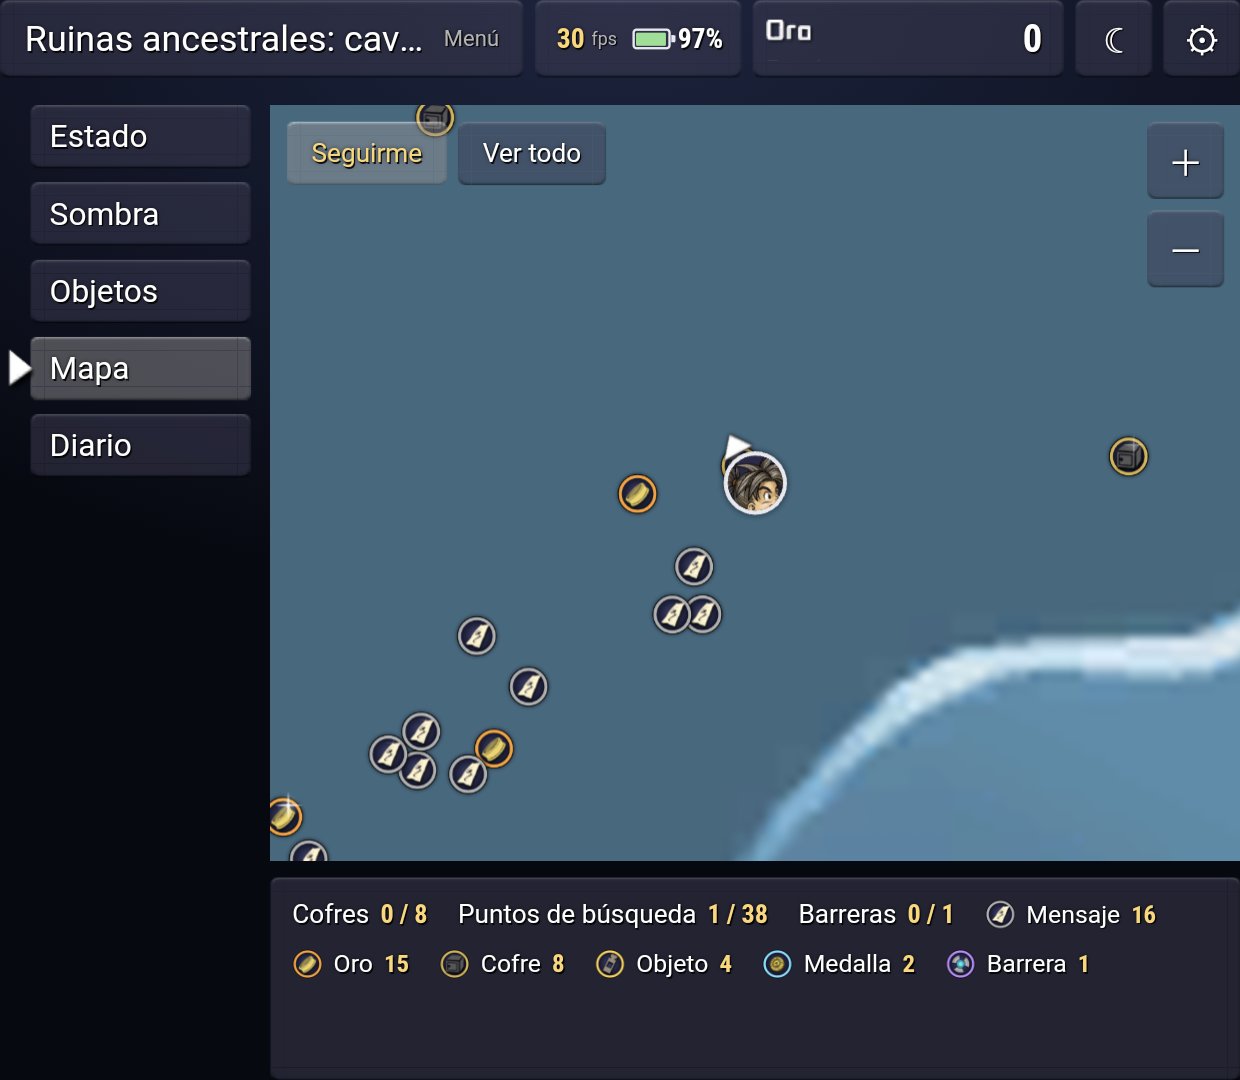 Ruinas ancestrales: cav... Menú
30 fps 97%
Oro 0
Estado
Sombra
Objetos
Mapa
Diario
Seguirme Ver todo
+
—
Cofres 0 / 8 Puntos de búsqueda 1 / 38 Barreras 0 / 1 Mensaje 16
Oro 15 Cofre 8 Objeto 4 Medalla 2 Barrera 1